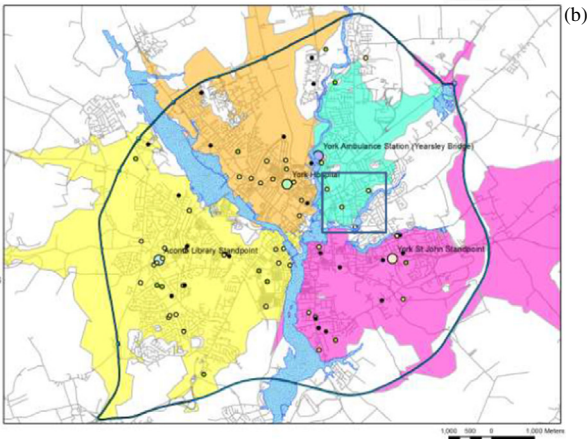 (b)
York Ambulance Station (Yearsley Bridge)
York Hospital
Acomb Library Standpoint
York St John Standpoint
1,000 500 0 1,000 Meters